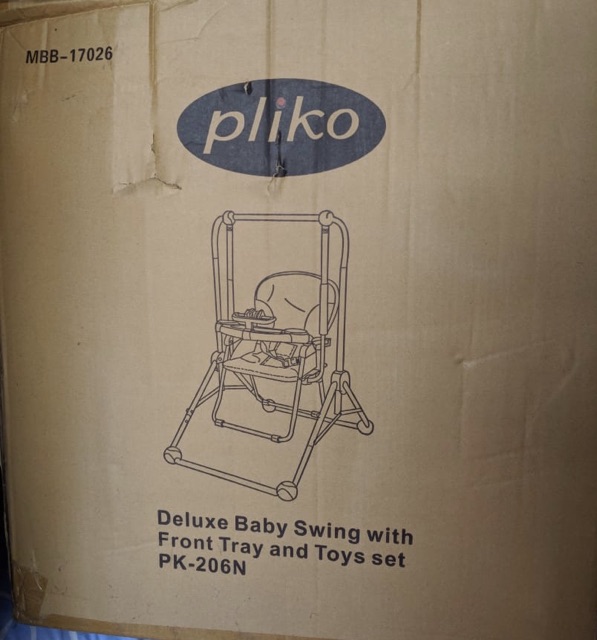 MBB-17026
pliko
Deluxe Baby Swing with
Front Tray and Toys set
PK-206N